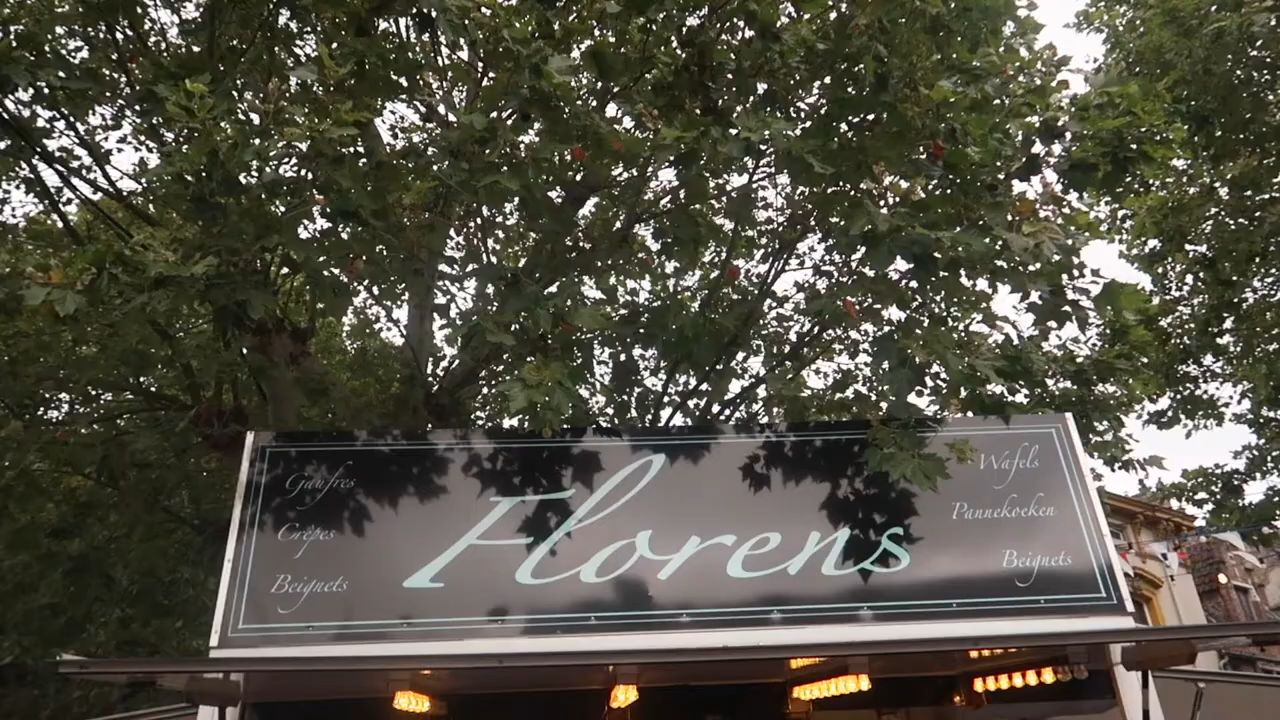 Gaufres
Crêpes
Beignets
Florens
Wafels
Pannekoeken
Beignets